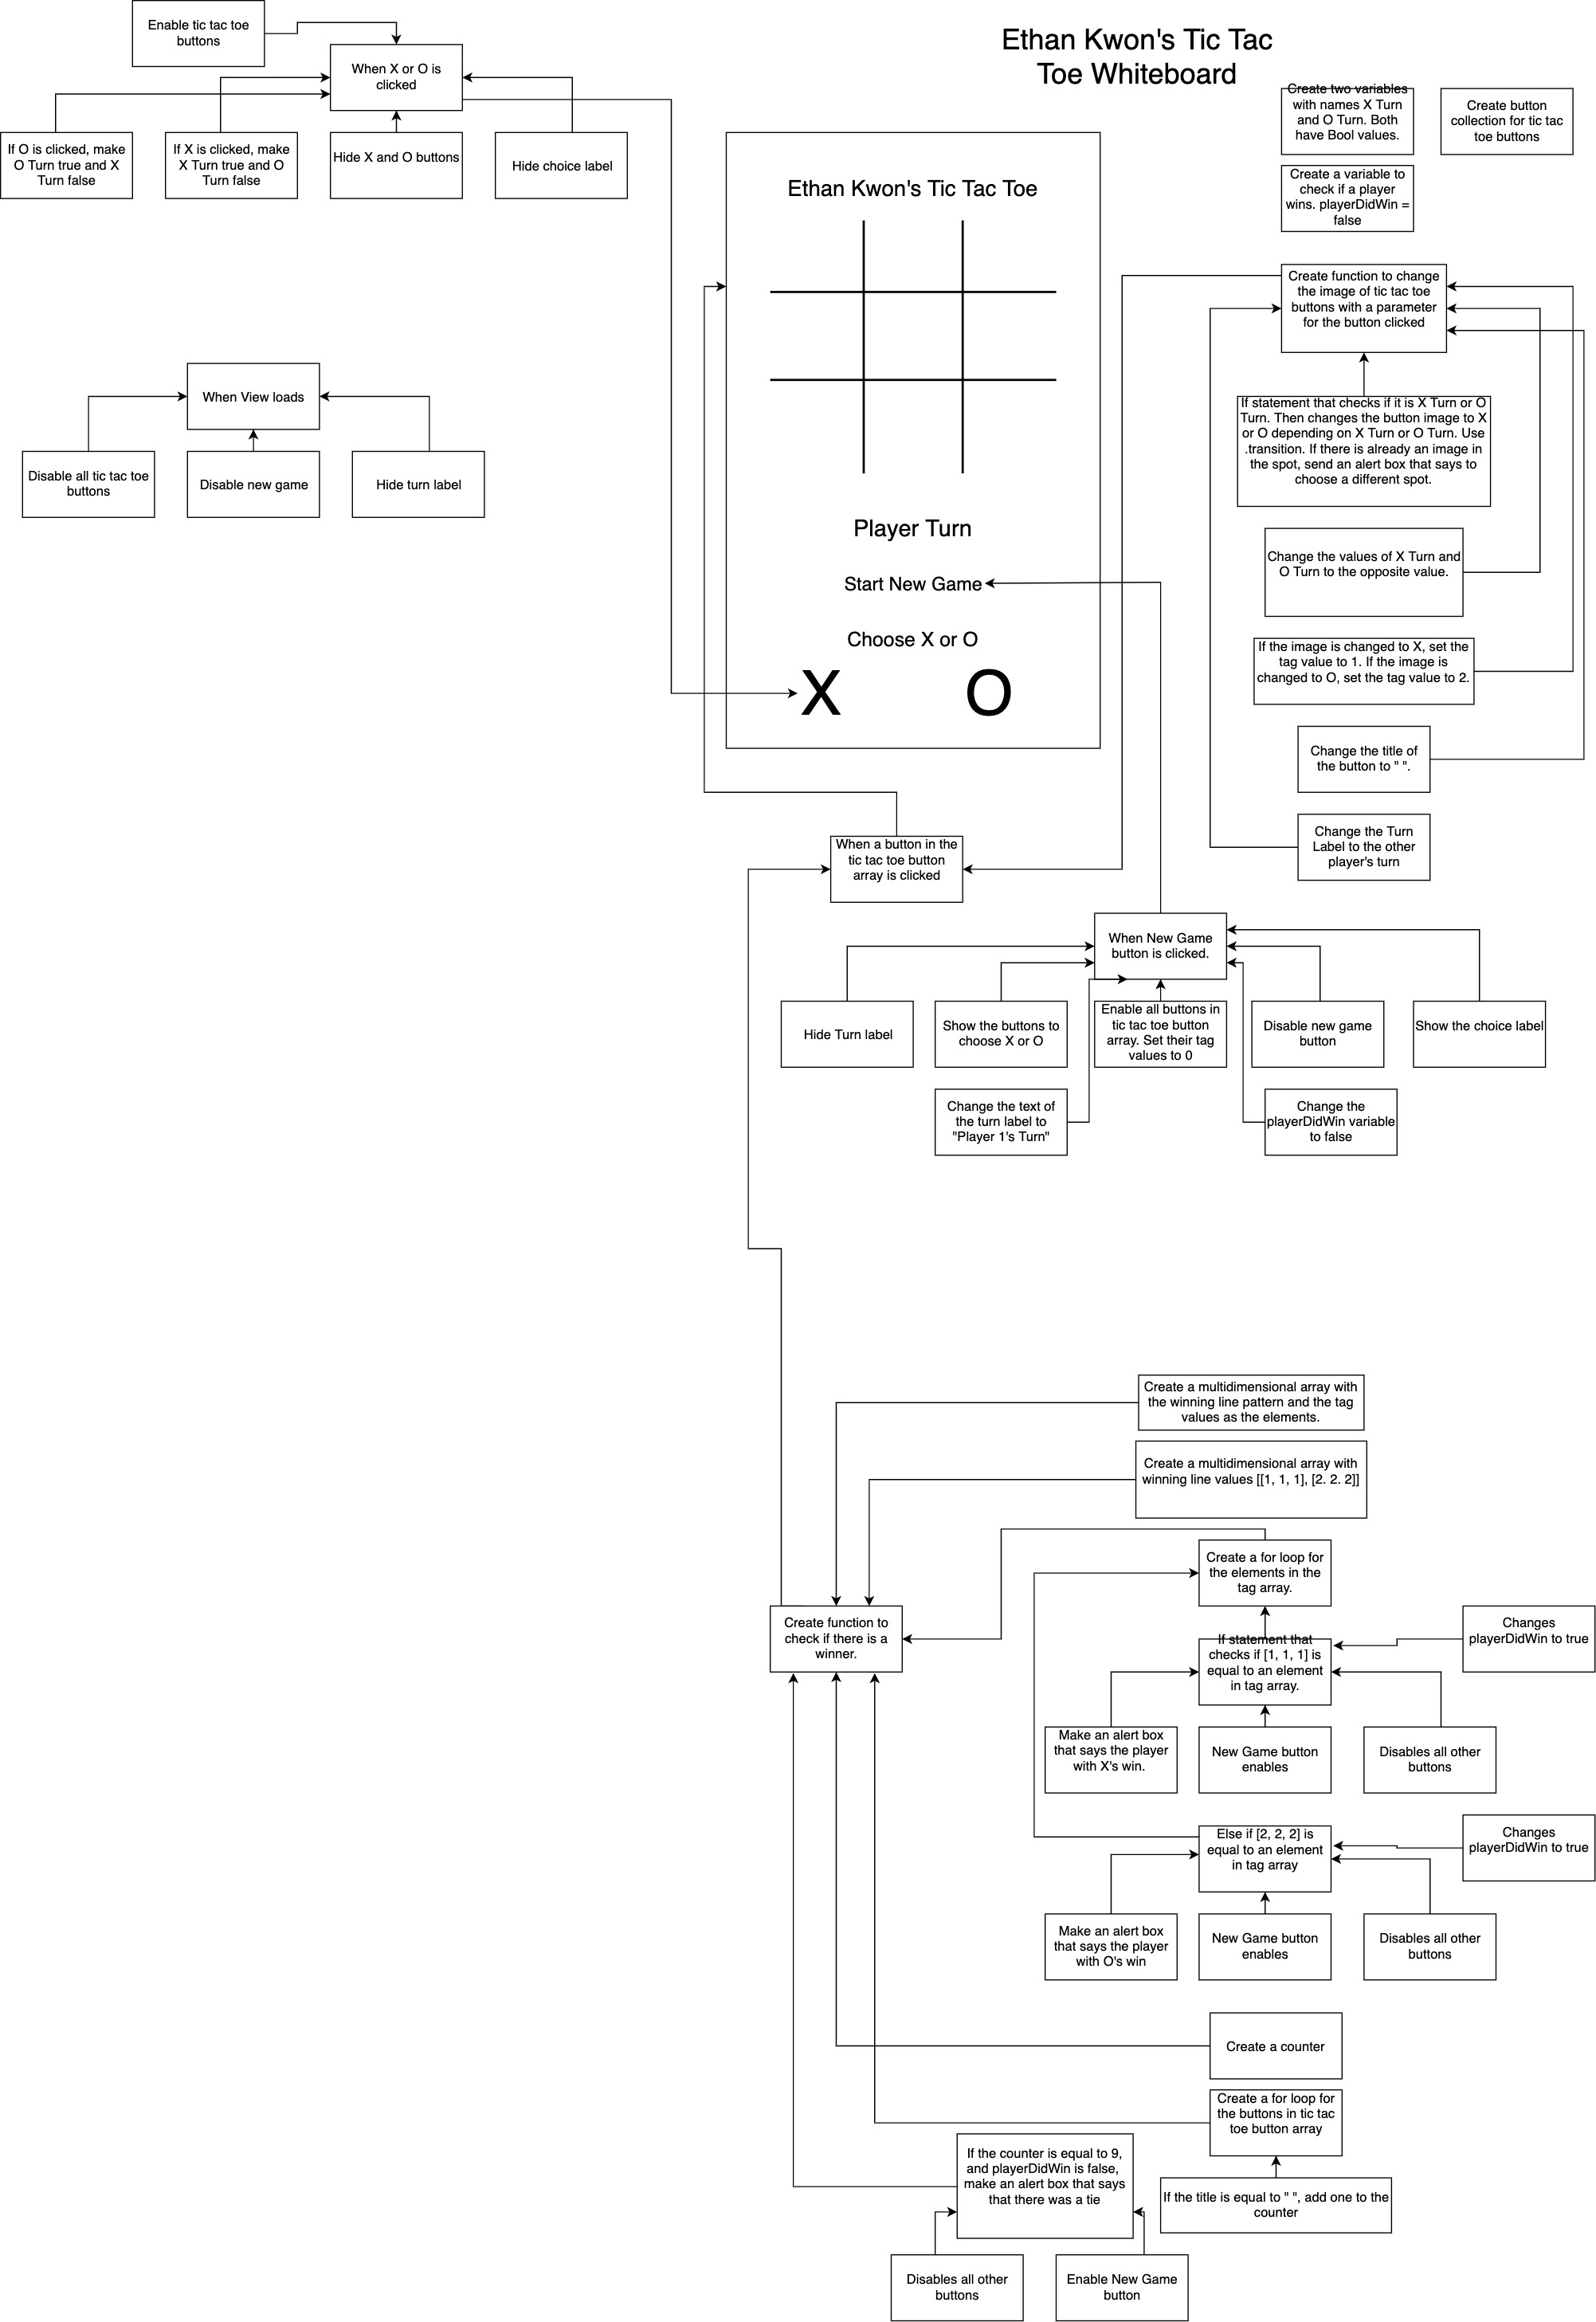 Enable tic tac toe
buttons
When X or O is
clicked
If O is clicked, make
O Turn true and X
Turn false
If X is clicked, make
X Turn true and O
Turn false
Hide X and O buttons
Hide choice label
Ethan Kwon's Tic Tac
Toe Whiteboard
Create two variables
with names X Turn
and O Turn. Both
have Bool values.
Create button
collection for tic tac
toe buttons
Create a variable to
check if a player
wins. playerDidWin =
false
When View loads
Disable all tic tac toe
buttons
Disable new game
Hide turn label
Ethan Kwon's Tic Tac Toe
Player Turn
Start New Game
Choose X or O
X
O
Create function to change
the image of tic tac toe
buttons with a parameter
for the button clicked
If statement that checks if it is X Turn or O
Turn. Then changes the button image to X
or O depending on X Turn or O Turn. Use
.transition. If there is already an image in
the spot, send an alert box that says to
choose a different spot.
Change the values of X Turn and
O Turn to the opposite value.
If the image is changed to X, set the
tag value to 1. If the image is
changed to O, set the tag value to 2.
Change the title of
the button to " ".
Change the Turn
Label to the other
player's turn
When a button in the
tic tac toe button
array is clicked
When New Game
button is clicked.
Hide Turn label
Show the buttons to
choose X or O
Enable all buttons in
tic tac toe button
array. Set their tag
values to 0
Disable new game
button
Show the choice label
Change the text of
the turn label to
"Player 1's Turn"
Change the
playerDidWin variable
to false
Create a multidimensional array with
the winning line pattern and the tag
values as the elements.
Create a multidimensional array with
winning line values [[1, 1, 1], [2. 2. 2]]
Create a for loop for
the elements in the
tag array.
Create function to
check if there is a
winner.
If statement that
checks if [1, 1, 1] is
equal to an element
in tag array.
Changes
playerDidWin to true
Make an alert box
that says the player
with X's win.
New Game button
enables
Disables all other
buttons
Else if [2, 2, 2] is
equal to an element
in tag array
Changes
playerDidWin to true
Make an alert box
that says the player
with O's win
New Game button
enables
Disables all other
buttons
Create a counter
Create a for loop for
the buttons in tic tac
toe button array
If the counter is equal to 9,
and playerDidWin is false,
make an alert box that says
that there was a tie
If the title is equal to " ", add one to the
counter
Disables all other
buttons
Enable New Game
button